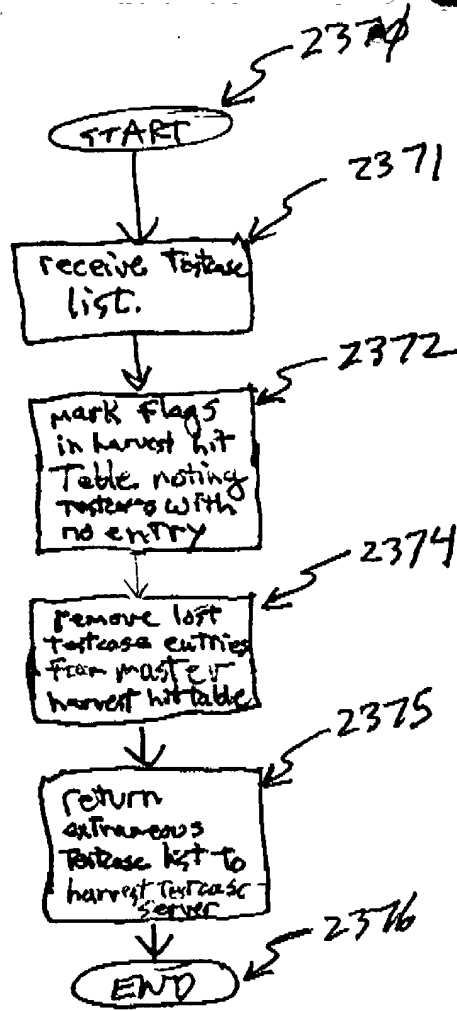 2370
START
2371
receive Testcase
list.
2372
mark flags
in harvest hit
Table noting
Testcases with
no entry
2374
remove lost
testcase entries
from master
harvest hit table
2375
return
extraneous
Testcase list to
harvest Testcase
server
2376
END